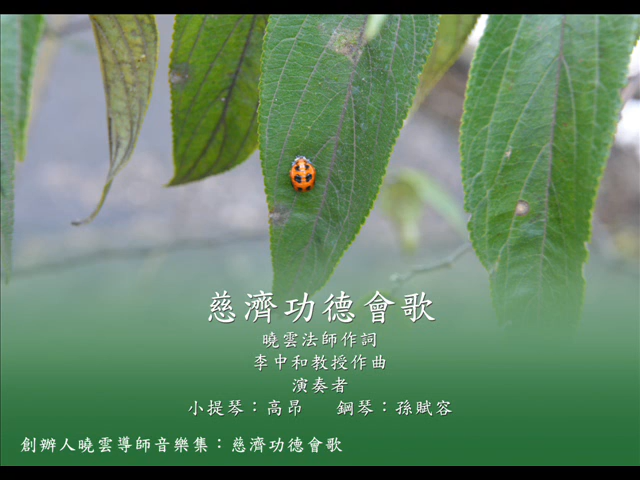 慈濟功德會歌
曉雲法師作詞
李中和教授作曲
演奏者
小提琴：高昂　鋼琴：孫賦容
創辦人曉雲導師音樂集：慈濟功德會歌